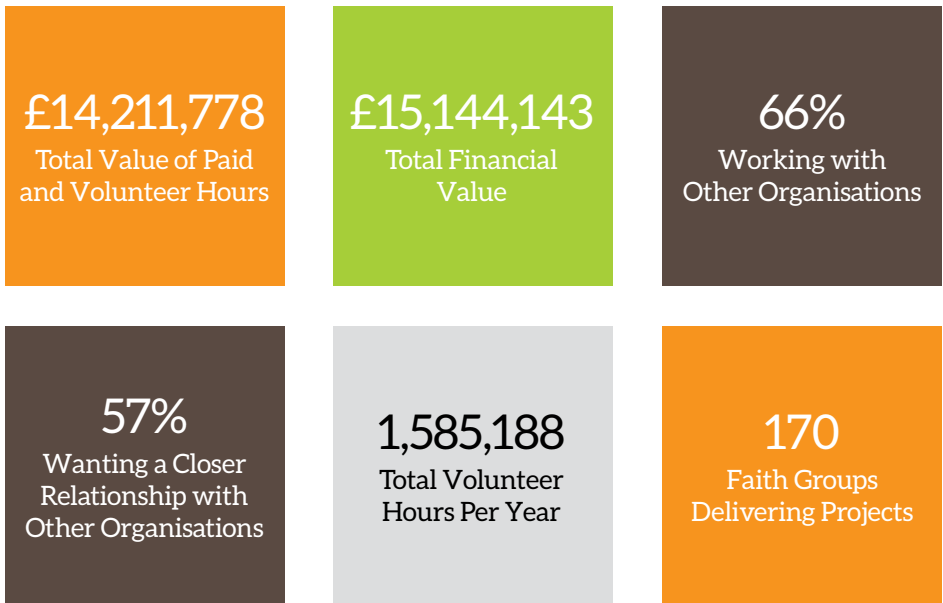 £14,211,778
Total Value of Paid
and Volunteer Hours
£15,144,143
Total Financial
Value
66%
Working with
Other Organisations
57%
Wanting a Closer
Relationship with
Other Organisations
1,585,188
Total Volunteer
Hours Per Year
170
Faith Groups
Delivering Projects